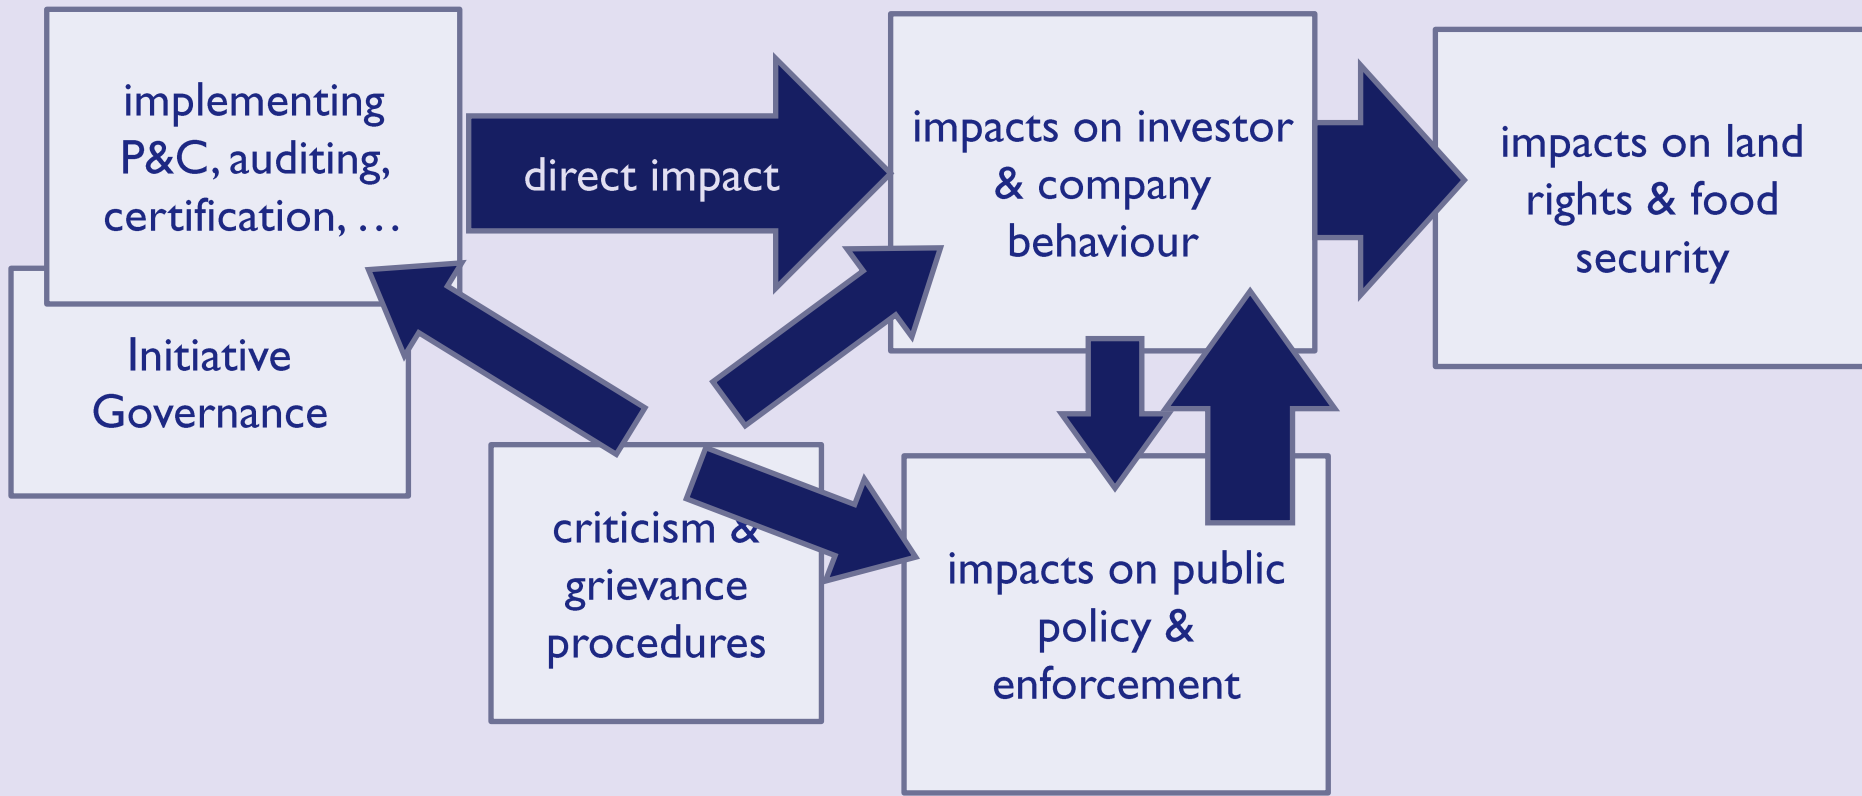 implementing
P&C, auditing,
certification, …
Initiative
Governance
direct impact
impacts on investor
& company
behaviour
impacts on land
rights & food
security
criticism &
grievance
procedures
impacts on public
policy &
enforcement